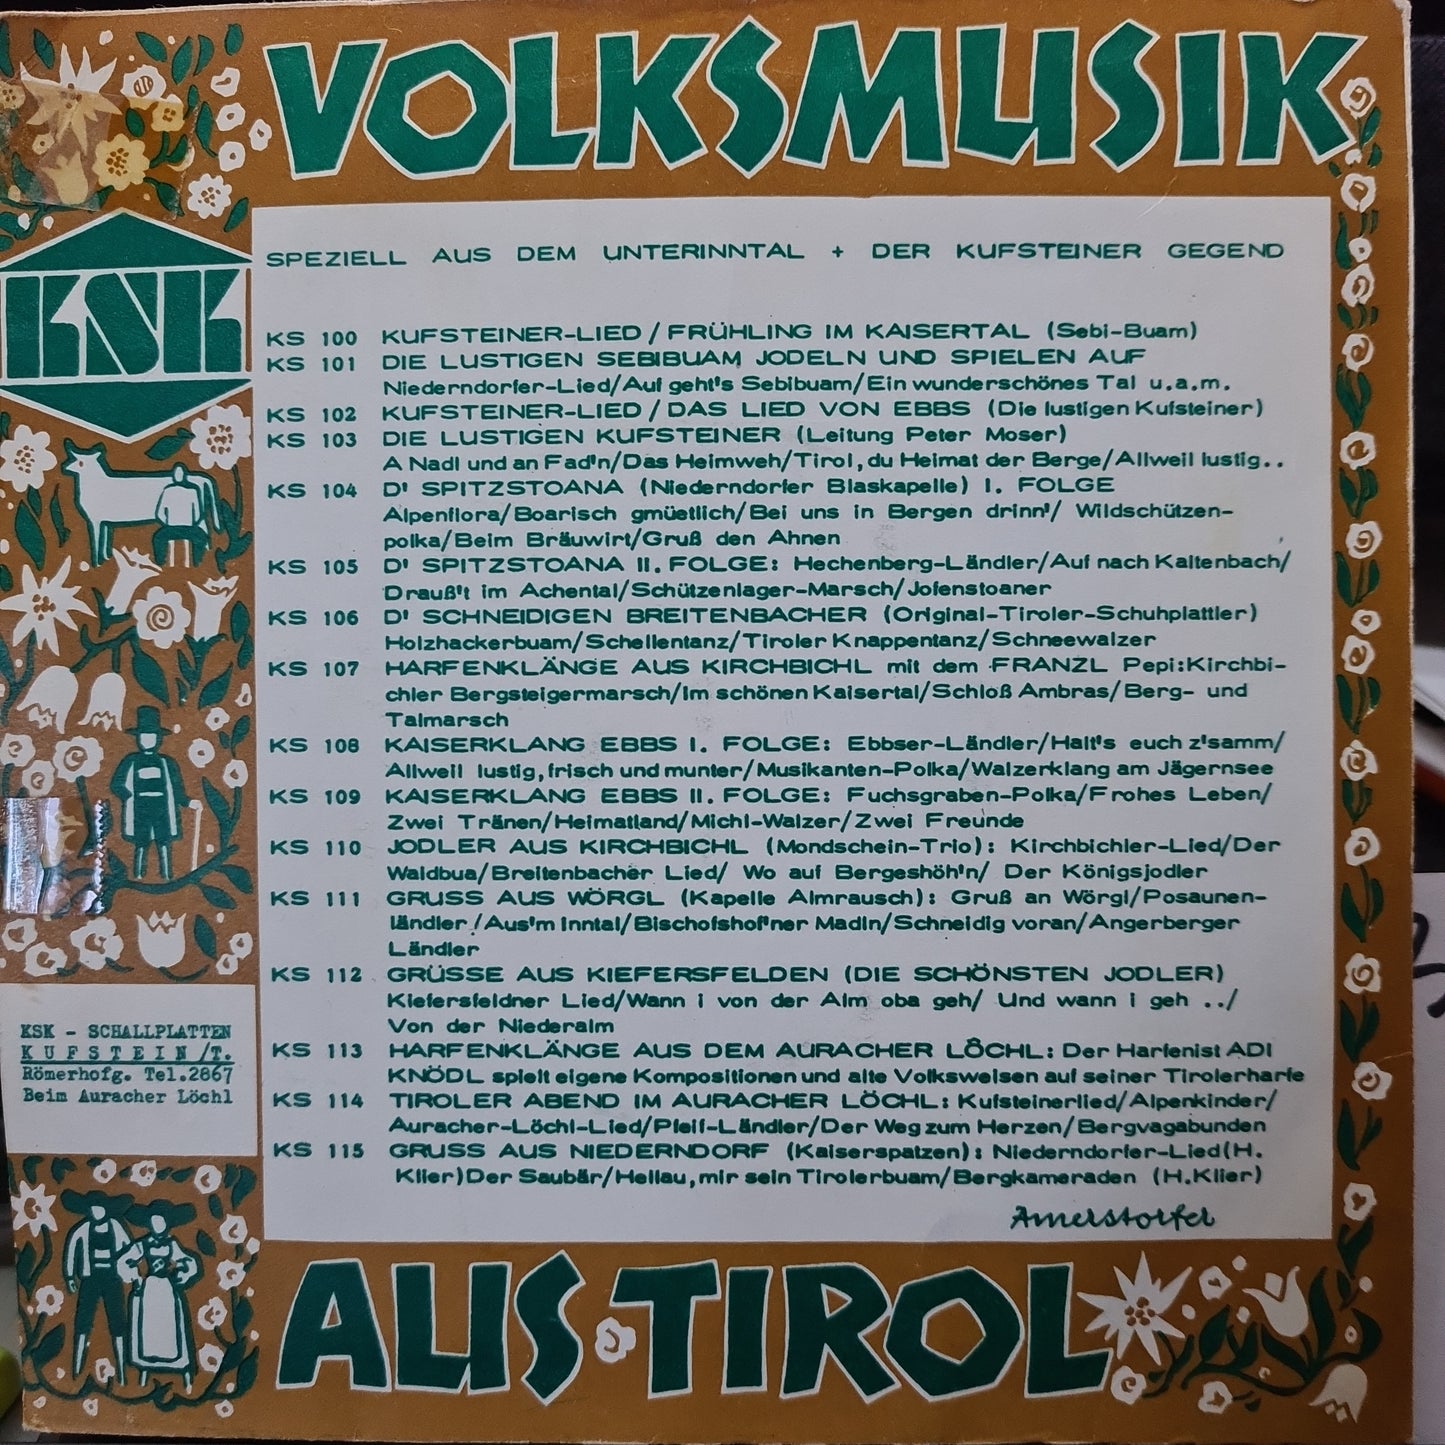 VOLKSMUSIK
KSK
SPEZIELL AUS DEM UNTERINNTAL + DER KUFSTEINER GEGEND
KS 100 KUFSTEINER-LIED / FRÜHLING IM KAISERTAL (Sebi-Buam)
KS 101 DIE LUSTIGEN SEBIBUAM JODELN UND SPIELEN AUF
Niederndorfer-Lied/Auf geht's Sebibuam/Ein wunderschönes Tal u.a.m.
KS 102 KUFSTEINER-LIED / DAS LIED VON EBBS (Die lustigen Kufsteiner)
KS 103 DIE LUSTIGEN KUFSTEINER (Leitung Peter Moser)
A Nadl und an Fad'n/Das Heimweh/Tirol, du Heimat der Berge/Allweil lustig..
KS 104 D' SPITZSTOANA (Niederndorfer Blaskapelle) I. FOLGE
Alpenflora/Boarisch gmüetlich/Bei uns in Bergen drinn'/ Wildschützen-
polka/Beim Bräuwirt/Gruß den Ahnen
KS 105 D' SPITZSTOANA II. FOLGE: Hechenberg-Ländler/Auf nach Kaltenbach/
Drauß't im Achental/Schützenlager-Marsch/Jofenstoaner
KS 106 D' SCHNEIDIGEN BREITENBACHER (Original-Tiroler-Schuhplattler)
Holzhackerbuam/Schellentanz/Tiroler Knappentanz/Schneewalzer
KS 107 HARFENKLÄNGE AUS KIRCHBICHL mit dem FRANZL Pepi:Kirchbi-
chler Bergsteigermarsch/Im schönen Kaisertal/Schloß Ambras/Berg- und
Talmarsch
KS 108 KAISERKLANG EBBS I. FOLGE: Ebbser-Ländler/Halt's euch z'samm/
Allweil lustig, frisch und munter/Musikanten-Polka/Walzerklang am Jägernsee
KS 109 KAISERKLANG EBBS II. FOLGE: Fuchsgraben-Polka/Frohes Leben/
Zwei Tränen/Heimatland/Michl-Walzer/Zwei Freunde
KS 110 JODLER AUS KIRCHBICHL (Mondschein-Trio): Kirchbichler-Lied/Der
Waldbua/Breitenbacher Lied/ Wo auf Bergeshöh'n/ Der Königsjodler
KS 111 GRUSS AUS WÖRGL (Kapelle Almrausch): Gruß an Wörgl/Posaunen-
ländler /Aus'm Inntal/Bischofshof'ner Madln/Schneidig voran/Angerberger
Ländler
KS 112 GRÜSSE AUS KIEFERSFELDEN (DIE SCHÖNSTEN JODLER)
Kiefersfeldner Lied/Wann i von der Alm oba geh/ Und wann i geh ../
Von der Niederalm
KS 113 HARFENKLÄNGE AUS DEM AURACHER LÖCHL: Der Harfenist ADI
KNÖDL spielt eigene Kompositionen und alte Volksweisen auf seiner Tirolerharfe
KS 114 TIROLER ABEND IM AURACHER LÖCHL: Kufsteinerlied/Alpenkinder/
Auracher-Löchl-Lied/Pfeif-Ländler/Der Weg zum Herzen/Bergvagabunden
KS 115 GRUSS AUS NIEDERNDORF (Kaiserspatzen): Niederndorfer-Lied(H.
Klier)Der Saubär/Hellau, mir sein Tirolerbuam/Bergkameraden (H.Klier)
Amerstorfer
KSK - SCHALLPLATTEN
KUFSTEIN/T.
Römerhofg. Tel.2867
Beim Auracher Löchl
AUS TIROL